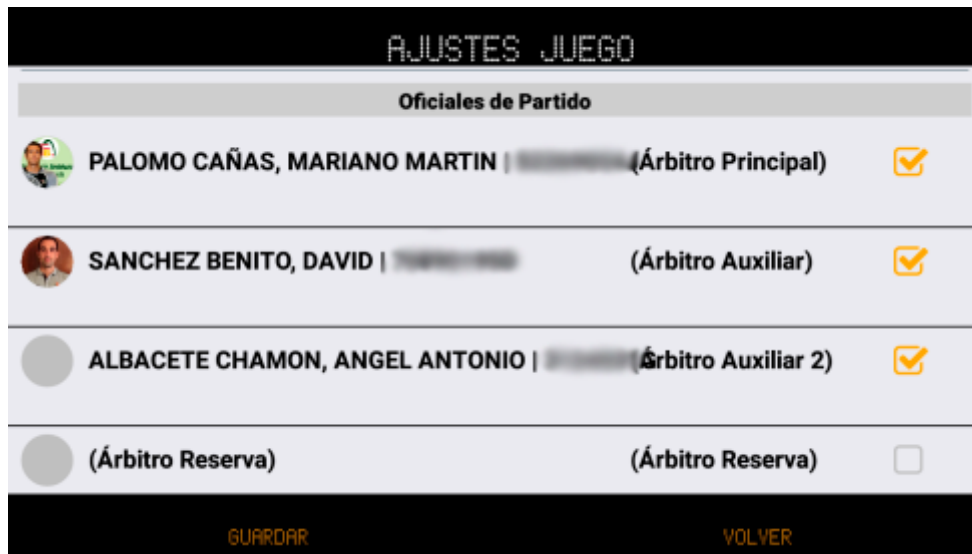 AJUSTES JUEGO
Oficiales de Partido
PALOMO CAÑAS, MARIANO MARTIN | (Árbitro Principal)
SANCHEZ BENITO, DAVID | (Árbitro Auxiliar)
ALBACETE CHAMON, ANGEL ANTONIO | (Árbitro Auxiliar 2)
(Árbitro Reserva) (Árbitro Reserva)
GUARDAR VOLVER